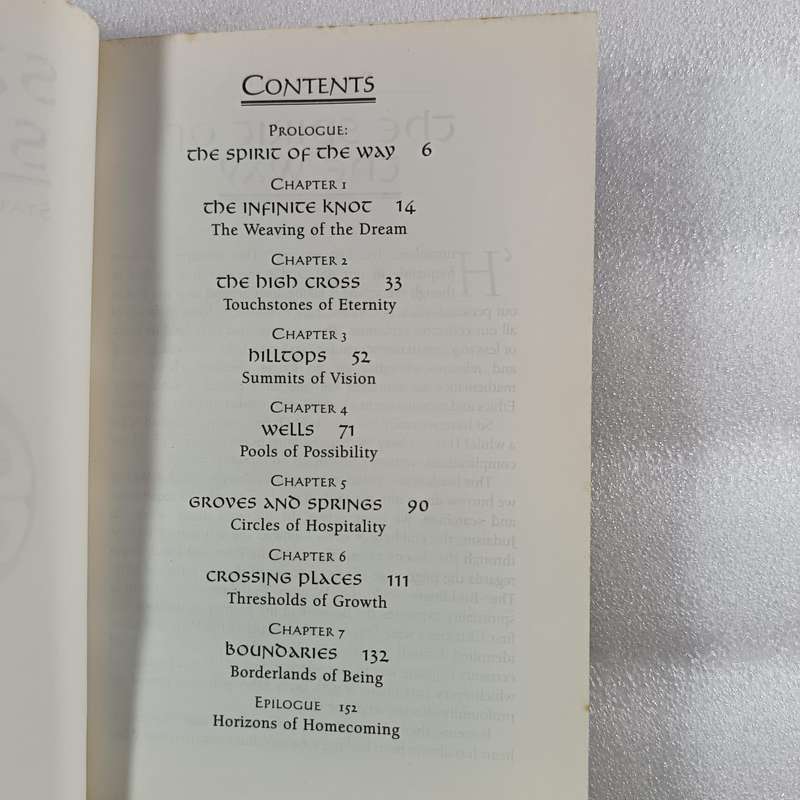 CONTENTS
PROLOGUE:
THE SPIRIT OF THE WAY 6
CHAPTER 1
THE INFINITE KNOT 14
The Weaving of the Dream
CHAPTER 2
THE HIGH CROSS 33
Touchstones of Eternity
CHAPTER 3
HILLTOPS 52
Summits of Vision
CHAPTER 4
WELLS 71
Pools of Possibility
CHAPTER 5
GROVES AND SPRINGS 90
Circles of Hospitality
CHAPTER 6
CROSSING PLACES 111
Thresholds of Growth
CHAPTER 7
BOUNDARIES 132
Borderlands of Being
EPILOGUE 152
Horizons of Homecoming